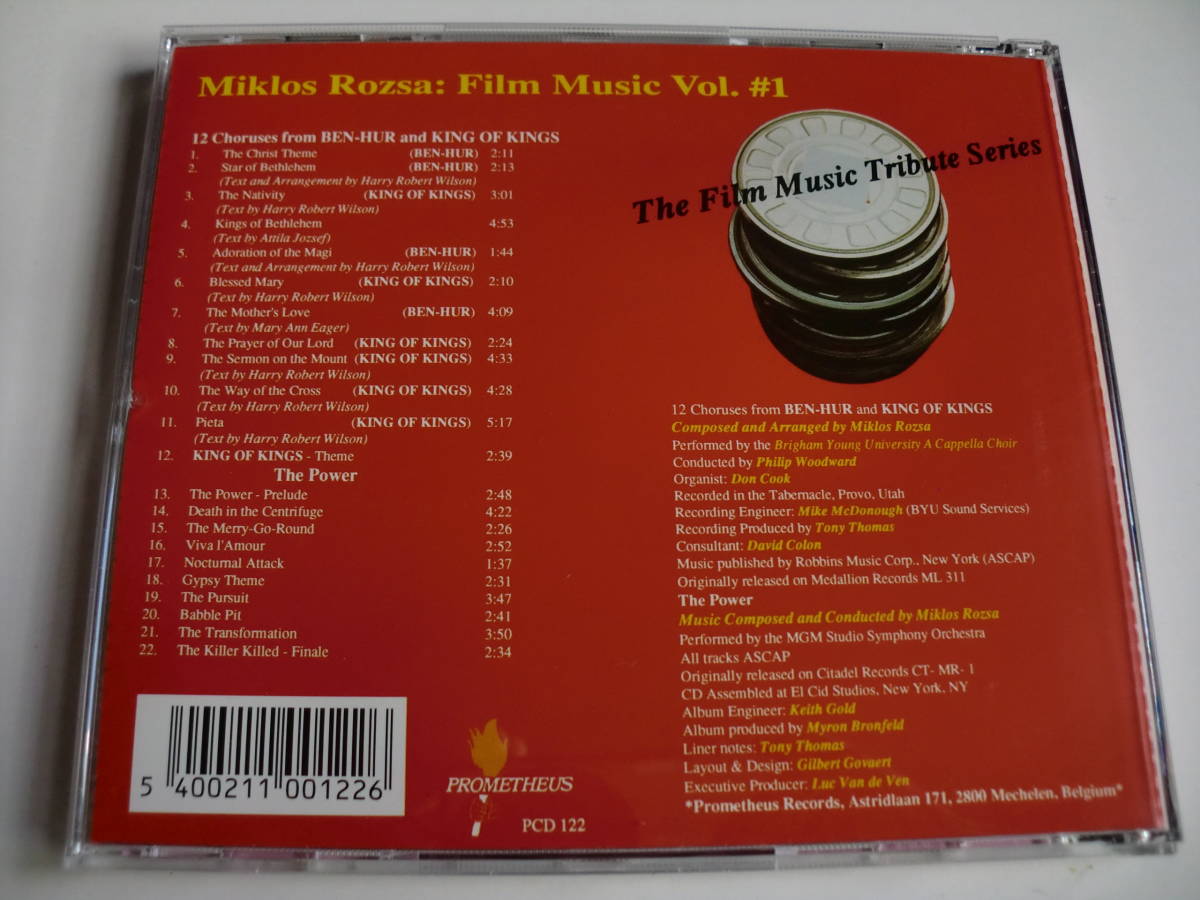 Miklos Rozsa: Film Music Vol. #1
12 Choruses from BEN-HUR and KING OF KINGS
1. The Christ Theme (BEN-HUR) 2:11
2. Star of Bethlehem (BEN-HUR) 2:13
(Text and Arrangement by Harry Robert Wilson)
3. The Nativity (KING OF KINGS) 3:01
(Text by Harry Robert Wilson)
4. Kings of Bethlehem 4:53
(Text by Attila Jozsef)
5. Adoration of the Magi (BEN-HUR) 1:44
(Text and Arrangement by Harry Robert Wilson)
6. Blessed Mary (KING OF KINGS) 2:10
(Text by Harry Robert Wilson)
7. The Mother's Love (BEN-HUR) 4:09
(Text by Mary Ann Eager)
8. The Prayer of Our Lord (KING OF KINGS) 2:24
9. The Sermon on the Mount (KING OF KINGS) 4:33
(Text by Harry Robert Wilson)
10. The Way of the Cross (KING OF KINGS) 4:28
(Text by Harry Robert Wilson)
11. Pieta (KING OF KINGS) 5:17
(Text by Harry Robert Wilson)
12. KING OF KINGS - Theme 2:39
The Power
13. The Power - Prelude 2:48
14. Death in the Centrifuge 4:22
15. The Merry-Go-Round 2:26
16. Viva l'Amour 2:52
17. Nocturnal Attack 1:37
18. Gypsy Theme 2:31
19. The Pursuit 3:47
20. Babble Pit 2:41
21. The Transformation 3:50
22. The Killer Killed - Finale 2:34
5 400211 001226
PROMETHEUS
PCD 122
The Film Music Tribute Series
12 Choruses from BEN-HUR and KING OF KINGS
Composed and Arranged by Miklos Rozsa
Performed by the Brigham Young University A Cappella Choir
Conducted by Philip Woodward
Organist: Don Cook
Recorded in the Tabernacle, Provo, Utah
Recording Engineer: Mike McDonough (BYU Sound Services)
Recording Produced by Tony Thomas
Consultant: David Colon
Music published by Robbins Music Corp., New York (ASCAP)
Originally released on Medallion Records ML 311
The Power
Music Composed and Conducted by Miklos Rozsa
Performed by the MGM Studio Symphony Orchestra
All tracks ASCAP
Originally released on Citadel Records CT- MR- 1
CD Assembled at El Cid Studios, New York, NY
Album Engineer: Keith Gold
Album produced by Myron Bronfeld
Liner notes: Tony Thomas
Layout & Design: Gilbert Govaert
Executive Producer: Luc Van de Ven
*Prometheus Records, Astridlaan 171, 2800 Mechelen, Belgium*